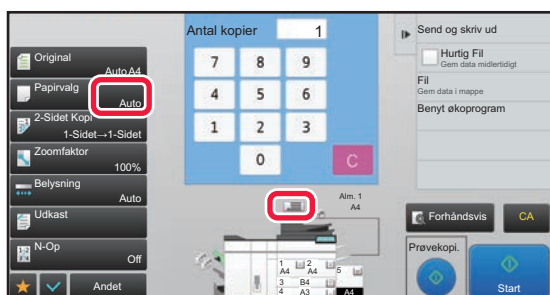 Original
Auto A4
Papirvalg
Auto
2-Sidet Kopi
1-Sidet→1-Sidet
Zoomfaktor
100%
Belysning
Auto
Udkast
N-Op
Off
Andet
Antal kopier
1
7 8 9
4 5 6
1 2 3
0 C
Alm. 1
A4
1 2
A4 A4 5
3 B4
4 A3 A4
Send og skriv ud
Hurtig Fil
Gem data midlertidigt
Fil
Gem data i mappe
Benyt økoprogram
Forhåndsvis
CA
Prøvekopi.
Start